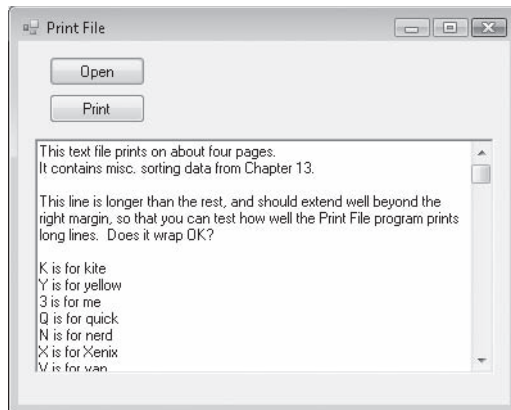 Print File
Open
Print
This text file prints on about four pages.
It contains misc. sorting data from Chapter 13.
This line is longer than the rest, and should extend well beyond the
right margin, so that you can test how well the Print File program prints
long lines.  Does it wrap OK?
K is for kite
Y is for yellow
3 is for me
Q is for quick
N is for nerd
X is for Xenix
V is for van